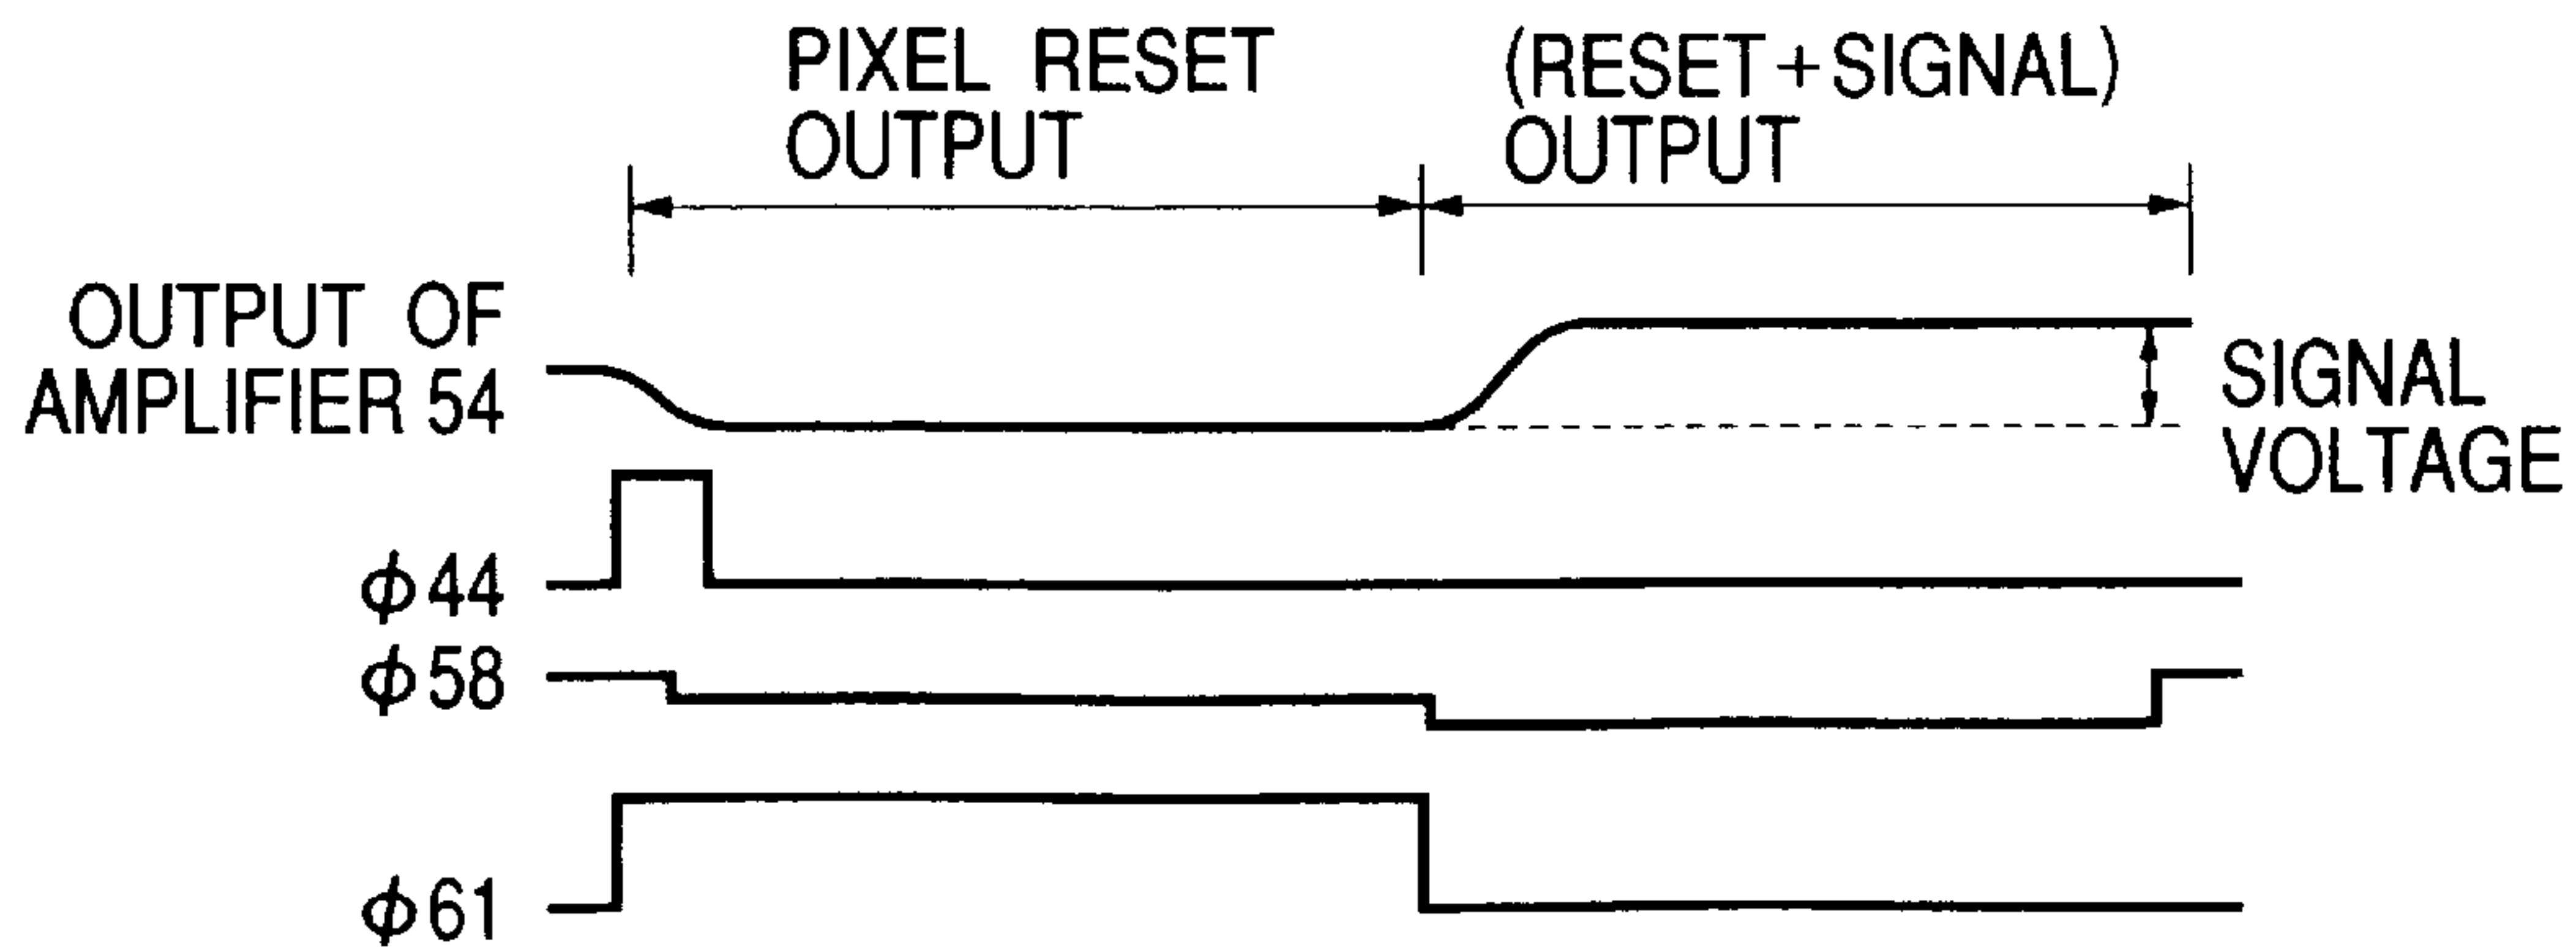 PIXEL RESET
OUTPUT
(RESET+SIGNAL)
OUTPUT
OUTPUT OF
AMPLIFIER 54
SIGNAL
VOLTAGE
ϕ44
ϕ58
ϕ61